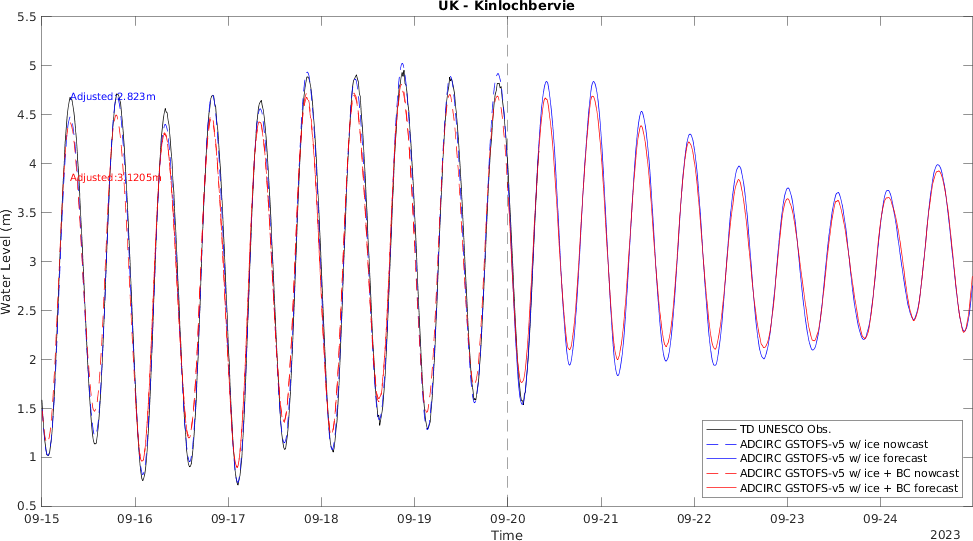 UK - Kinlochbervie
5.5
5
4.5
4
3.5
3
2.5
2
1.5
1
0.5
Water Level (m)
Adjusted:2.823m
Adjusted:3.1205m
TD UNESCO Obs.
ADCIRC GSTOFS-v5 w/ ice nowcast
ADCIRC GSTOFS-v5 w/ ice forecast
ADCIRC GSTOFS-v5 w/ ice + BC nowcast
ADCIRC GSTOFS-v5 w/ ice + BC forecast
09-15 09-16 09-17 09-18 09-19 09-20 09-21 09-22 09-23 09-24
Time
2023